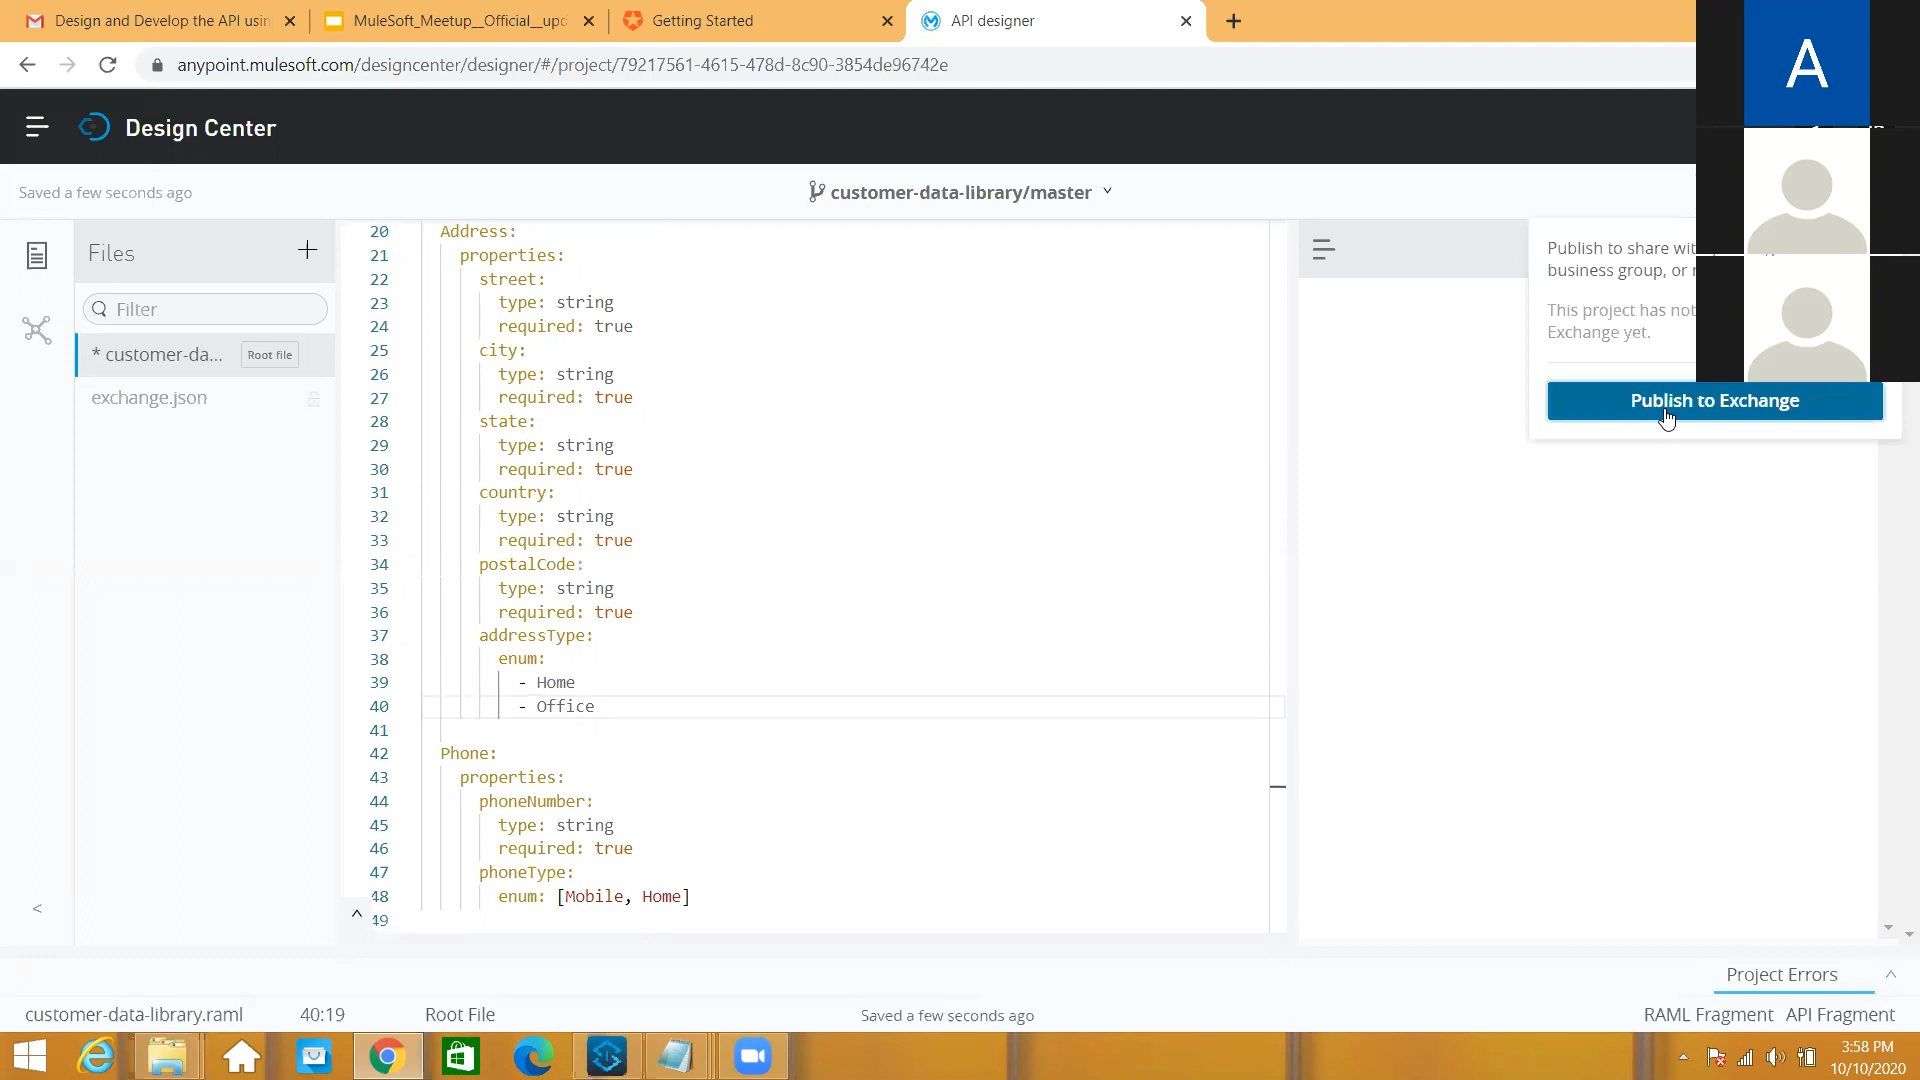 Design and Develop the API usin
MuleSoft_Meetup__Official__upd
Getting Started
API designer
anypoint.mulesoft.com/designcenter/designer/#/project/79217561-4615-478d-8c90-3854de96742e
A
Design Center
Saved a few seconds ago
customer-data-library/master
Files
Filter
* customer-da...
Root file
exchange.json
20 Address:
21 properties:
22 street:
23 type: string
24 required: true
25 city:
26 type: string
27 required: true
28 state:
29 type: string
30 required: true
31 country:
32 type: string
33 required: true
34 postalCode:
35 type: string
36 required: true
37 addressType:
38 enum:
39 - Home
40 - Office
41
42 Phone:
43 properties:
44 phoneNumber:
45 type: string
46 required: true
47 phoneType:
48 enum: [Mobile, Home]
49
Publish to share wit
business group, or
This project has not
Exchange yet.
Publish to Exchange
Project Errors
customer-data-library.raml
40:19
Root File
Saved a few seconds ago
RAML Fragment
API Fragment
3:58 PM
10/10/2020